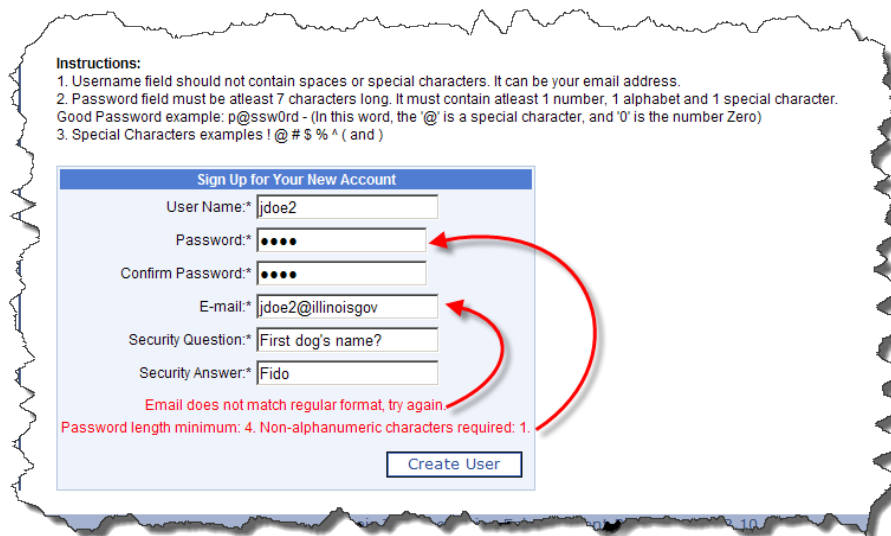 Instructions:
1. Username field should not contain spaces or special characters. It can be your email address.
2. Password field must be atleast 7 characters long. It must contain atleast 1 number, 1 alphabet and 1 special character.
Good Password example: p@ssw0rd - (In this word, the '@' is a special character, and '0' is the number Zero)
3. Special Characters examples ! @ # $ % ^ ( and )
Sign Up for Your New Account
User Name:* jdoe2
Password:* ●●●●
Confirm Password:* ●●●●
E-mail:* jdoe2@illinoisgov
Security Question:* First dog's name?
Security Answer:* Fido
Email does not match regular format, try again.
Password length minimum: 4. Non-alphanumeric characters required: 1.
Create User